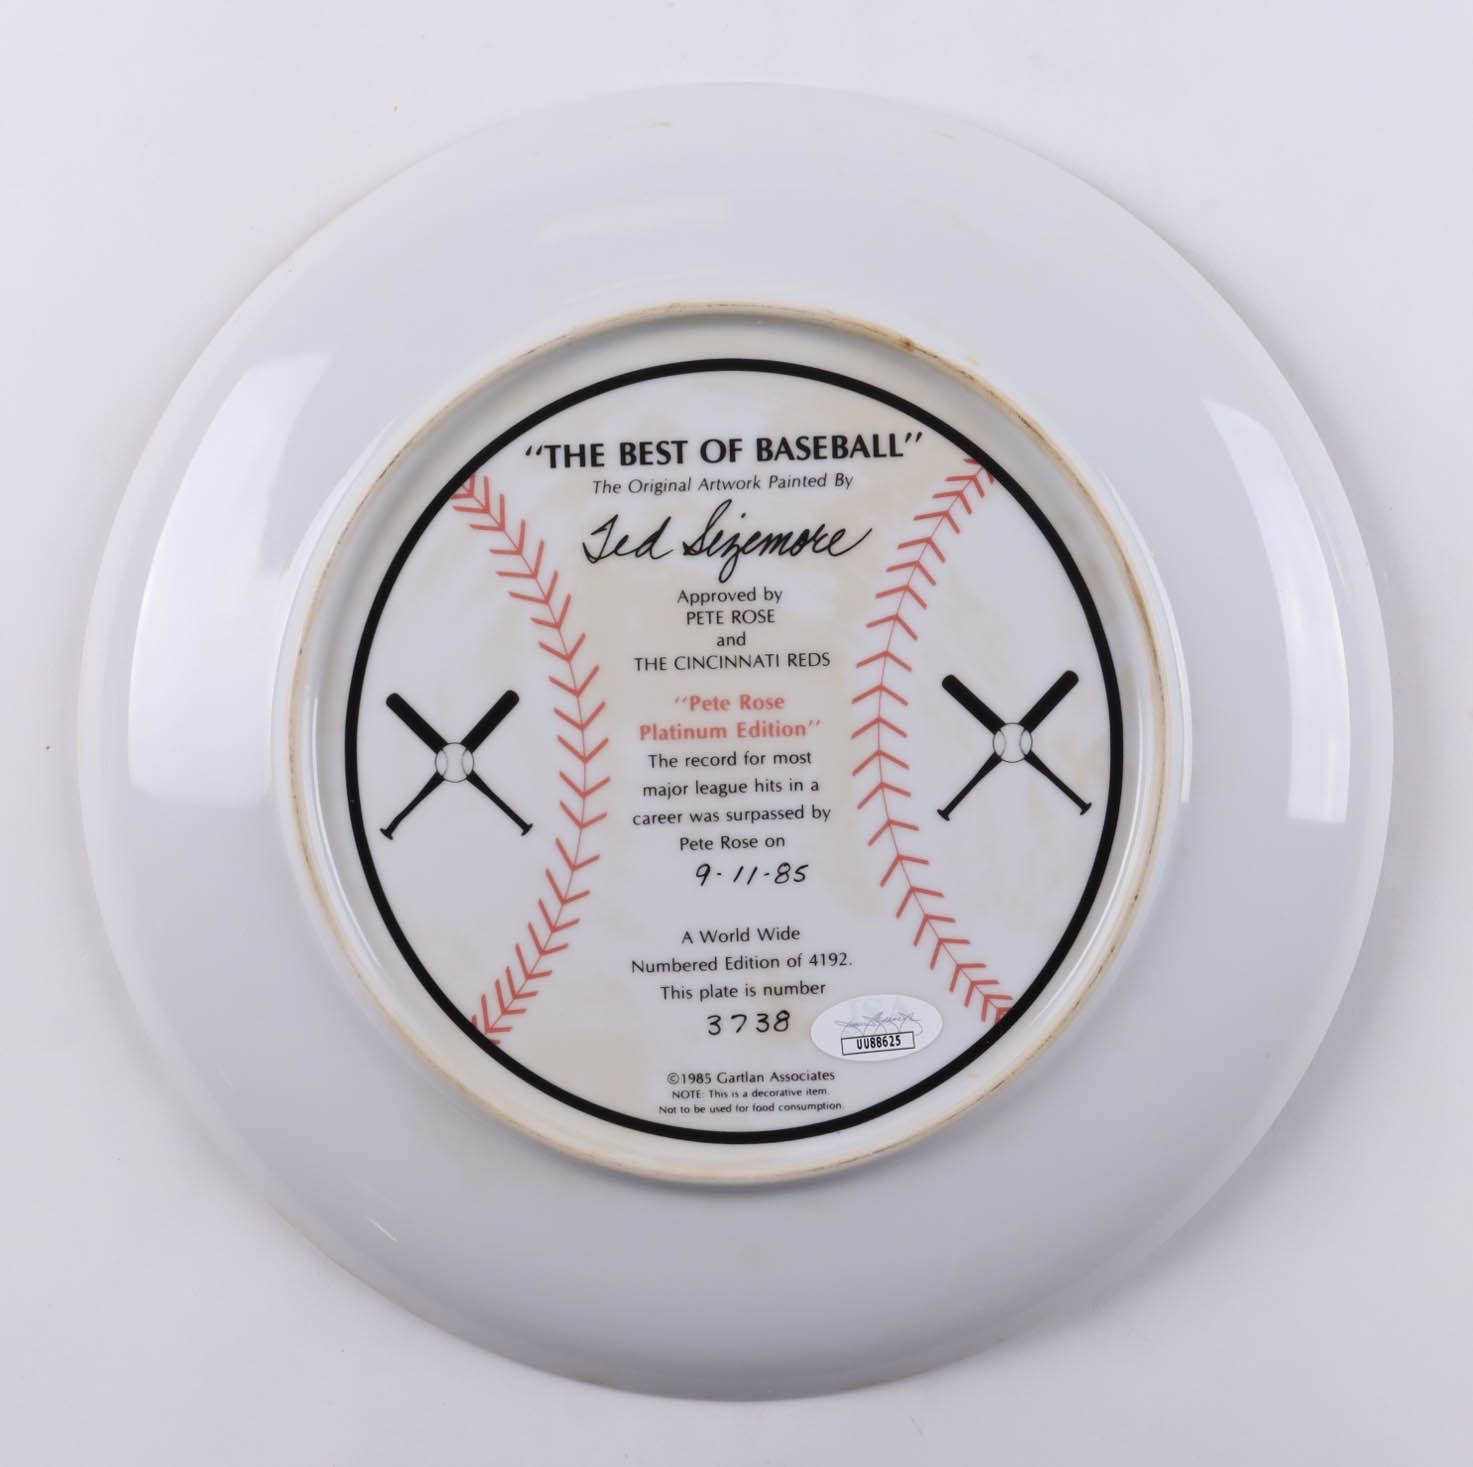 "THE BEST OF BASEBALL"
The Original Artwork Painted By
Ted Sizemore
Approved by
PETE ROSE
and
THE CINCINNATI REDS
"Pete Rose
Platinum Edition"
The record for most
major league hits in a
career was surpassed by
Pete Rose on
9-11-85
A World Wide
Numbered Edition of 4192.
This plate is number
3738
UU88625
©1985 Gartlan Associates
NOTE: This is a decorative item.
Not to be used for food consumption.